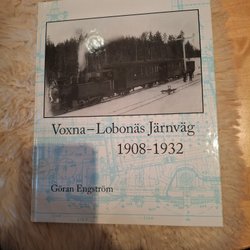 Voxna–Lobonäs Järnväg
1908-1932
Göran Engström